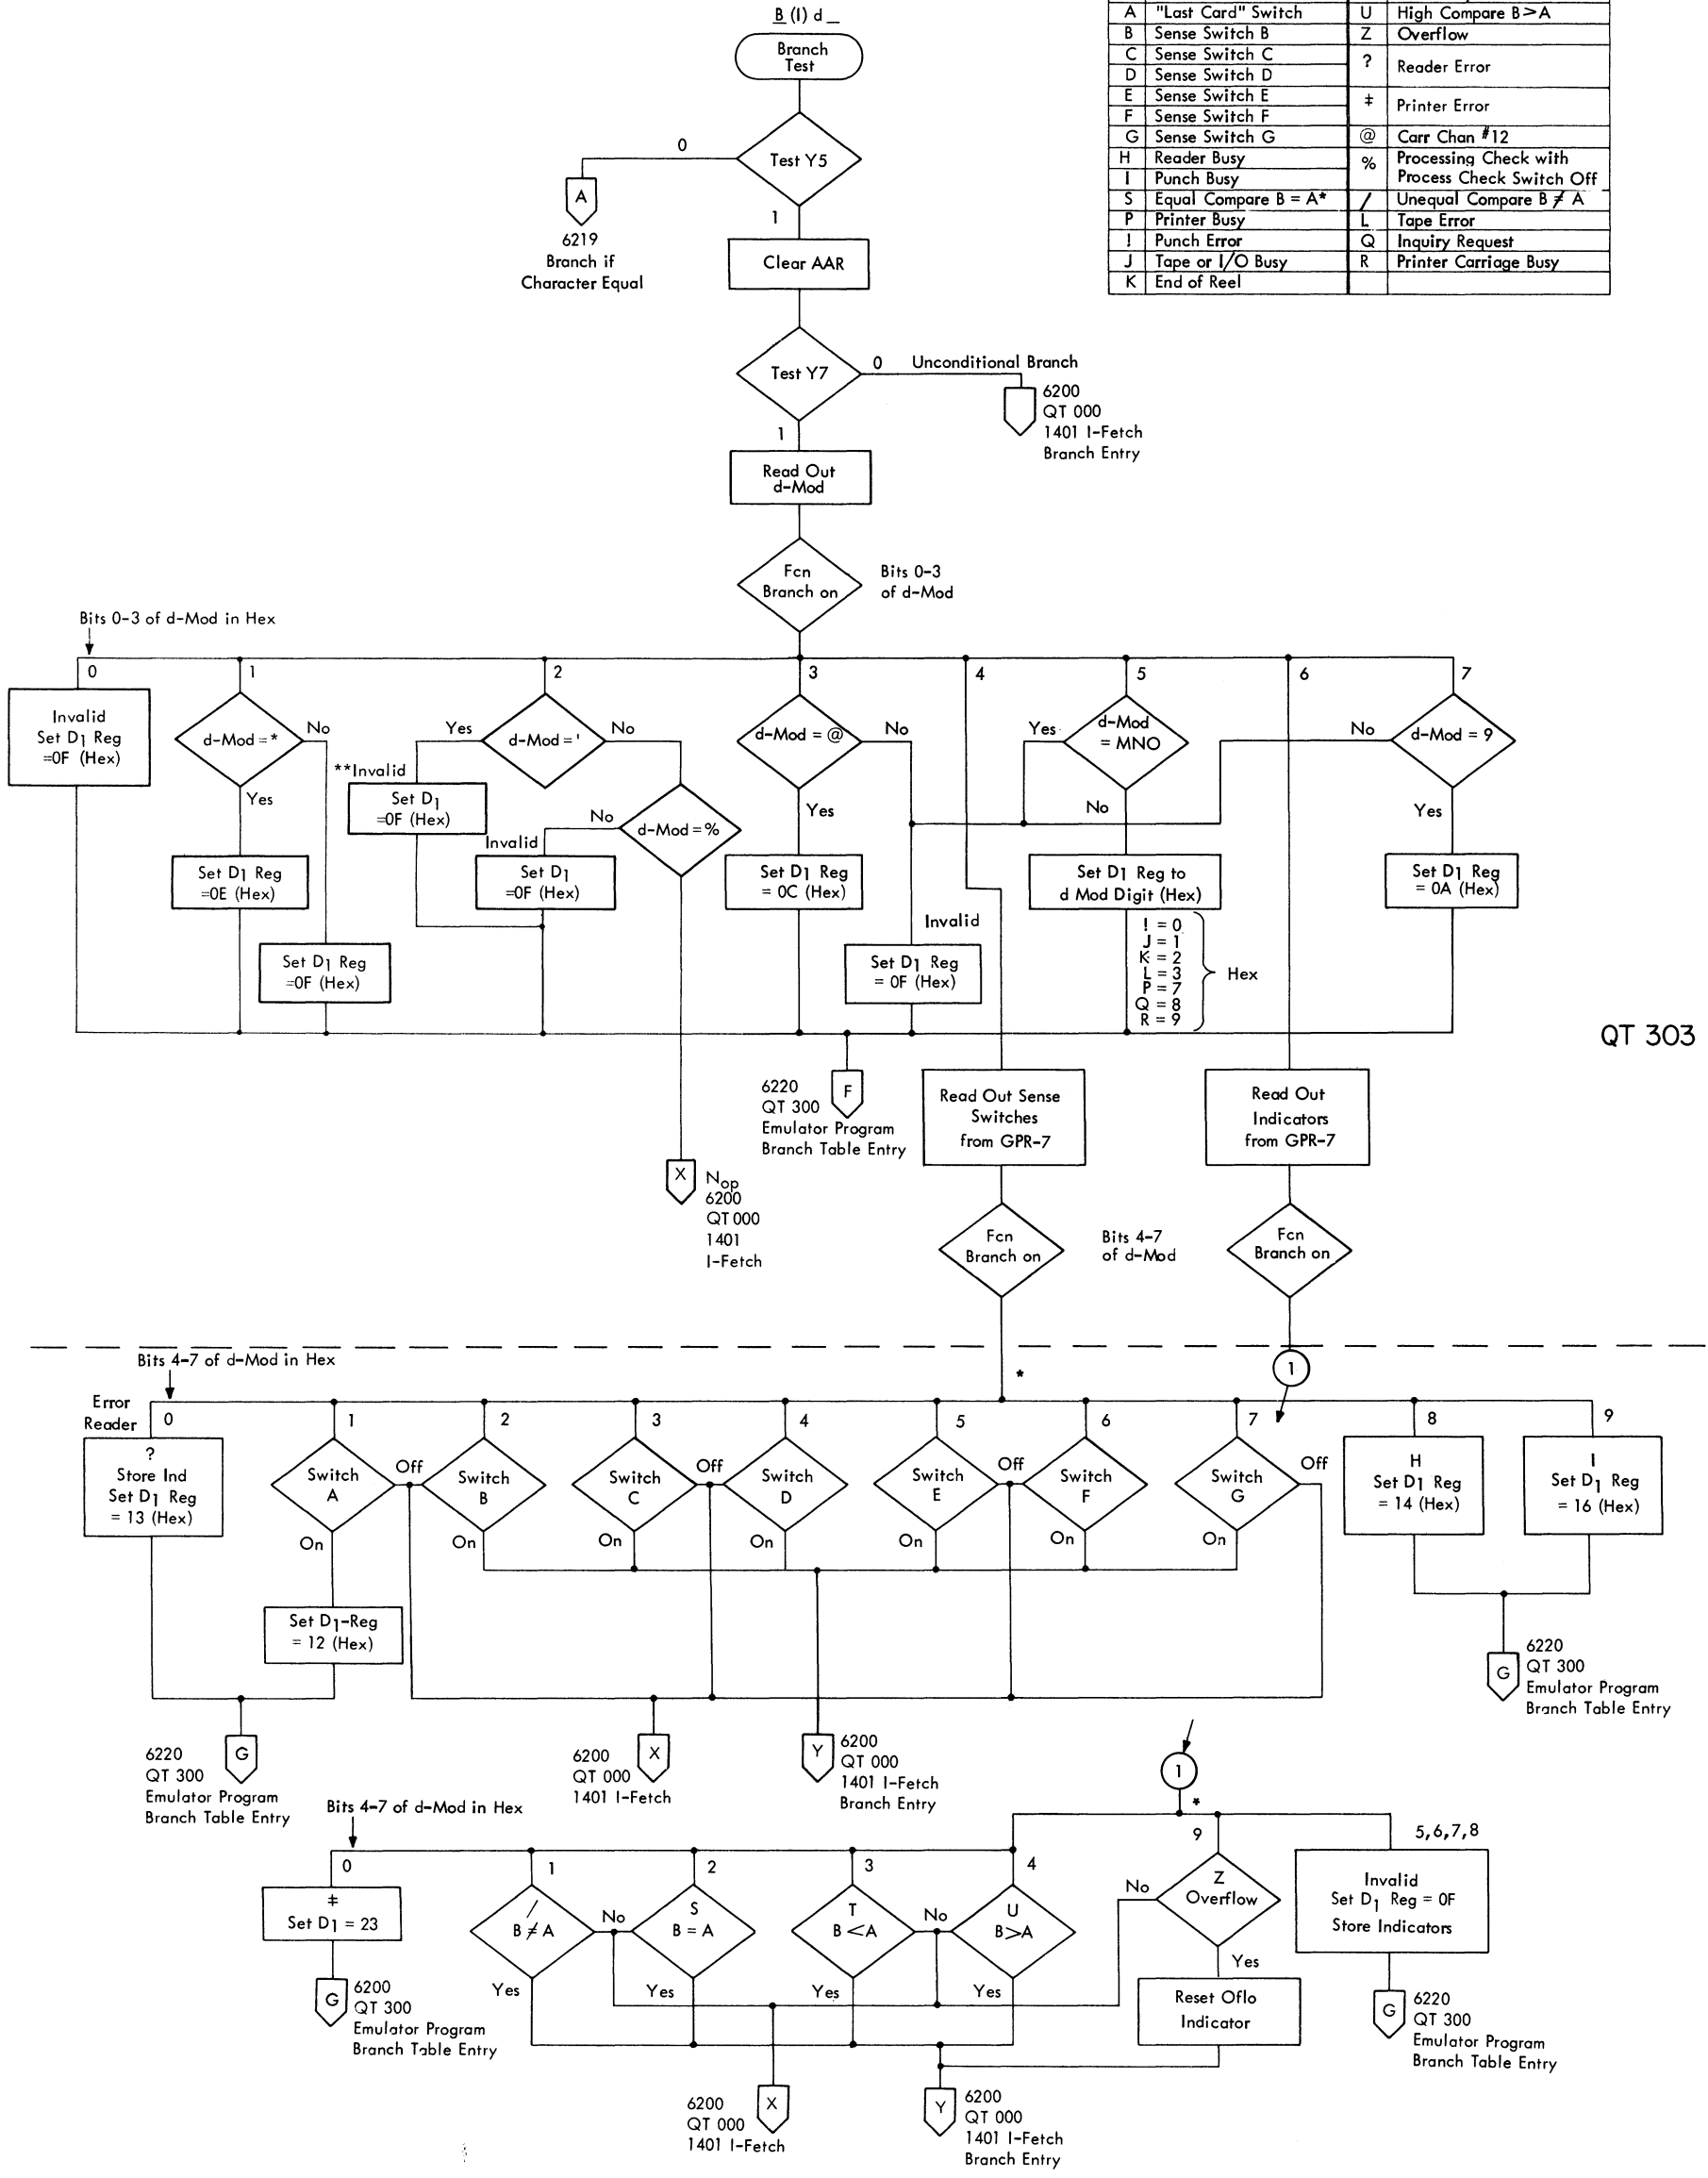 B (I) d _
Branch
Test
A "Last Card" Switch U High Compare B>A
B Sense Switch B Z Overflow
C Sense Switch C ? Reader Error
D Sense Switch D
E Sense Switch E ‡ Printer Error
F Sense Switch F
G Sense Switch G @ Carr Chan #12
H Reader Busy % Processing Check with
I Punch Busy Process Check Switch Off
S Equal Compare B = A* / Unequal Compare B ≠ A
P Printer Busy L Tape Error
! Punch Error Q Inquiry Request
J Tape or I/O Busy R Printer Carriage Busy
K End of Reel
0
Test Y5
A
1
6219
Branch if
Character Equal
Clear AAR
Test Y7
0 Unconditional Branch
6200
QT 000
1401 I-Fetch
Branch Entry
1
Read Out
d-Mod
Fcn
Branch on
Bits 0-3
of d-Mod
Bits 0-3 of d-Mod in Hex
0 1 2 3 4 5 6 7
Invalid
Set D1 Reg
=0F (Hex)
d-Mod = *
No
Yes
Set D1 Reg
=0E (Hex)
Set D1 Reg
=0F (Hex)
Yes
d-Mod = '
No
**Invalid
Set D1
=0F (Hex)
No
d-Mod = %
Invalid
Set D1
=0F (Hex)
d-Mod = @
No
Yes
Set D1 Reg
= 0C (Hex)
Invalid
Set D1 Reg
= 0F (Hex)
Yes
d-Mod
= MNO
No
Set D1 Reg to
d Mod Digit (Hex)
! = 0
J = 1
K = 2
L = 3
P = 7
Q = 8
R = 9
Hex
No
d-Mod = 9
Yes
Set D1 Reg
= 0A (Hex)
QT 303
6220
QT 300
Emulator Program
Branch Table Entry
F
X
Nop
6200
QT 000
1401
I-Fetch
Read Out Sense
Switches
from GPR-7
Read Out
Indicators
from GPR-7
Fcn
Branch on
Bits 4-7
of d-Mod
Fcn
Branch on
Bits 4-7 of d-Mod in Hex
*
1
Error
Reader
0 1 2 3 4 5 6 7 8 9
?
Store Ind
Set D1 Reg
= 13 (Hex)
Switch
A
Off
On
Switch
B
On
Switch
C
Off
On
Switch
D
On
Switch
E
Off
On
Switch
F
On
Switch
G
Off
On
H
Set D1 Reg
= 14 (Hex)
I
Set D1 Reg
= 16 (Hex)
Set D1-Reg
= 12 (Hex)
G
6220
QT 300
Emulator Program
Branch Table Entry
6220
QT 300
Emulator Program
Branch Table Entry
G
6200
QT 000
1401 I-Fetch
X
Y
6200
QT 000
1401 I-Fetch
Branch Entry
1
*
Bits 4-7 of d-Mod in Hex
0 1 2 3 4 9 5,6,7,8
‡
Set D1 = 23
G
6200
QT 300
Emulator Program
Branch Table Entry
/
B ≠ A
No
Yes
S
B = A
Yes
T
B < A
No
Yes
U
B>A
Yes
No
Z
Overflow
Yes
Reset Oflo
Indicator
Invalid
Set D1 Reg = 0F
Store Indicators
G
6220
QT 300
Emulator Program
Branch Table Entry
6200
QT 000
1401 I-Fetch
X
Y
6200
QT 000
1401 I-Fetch
Branch Entry